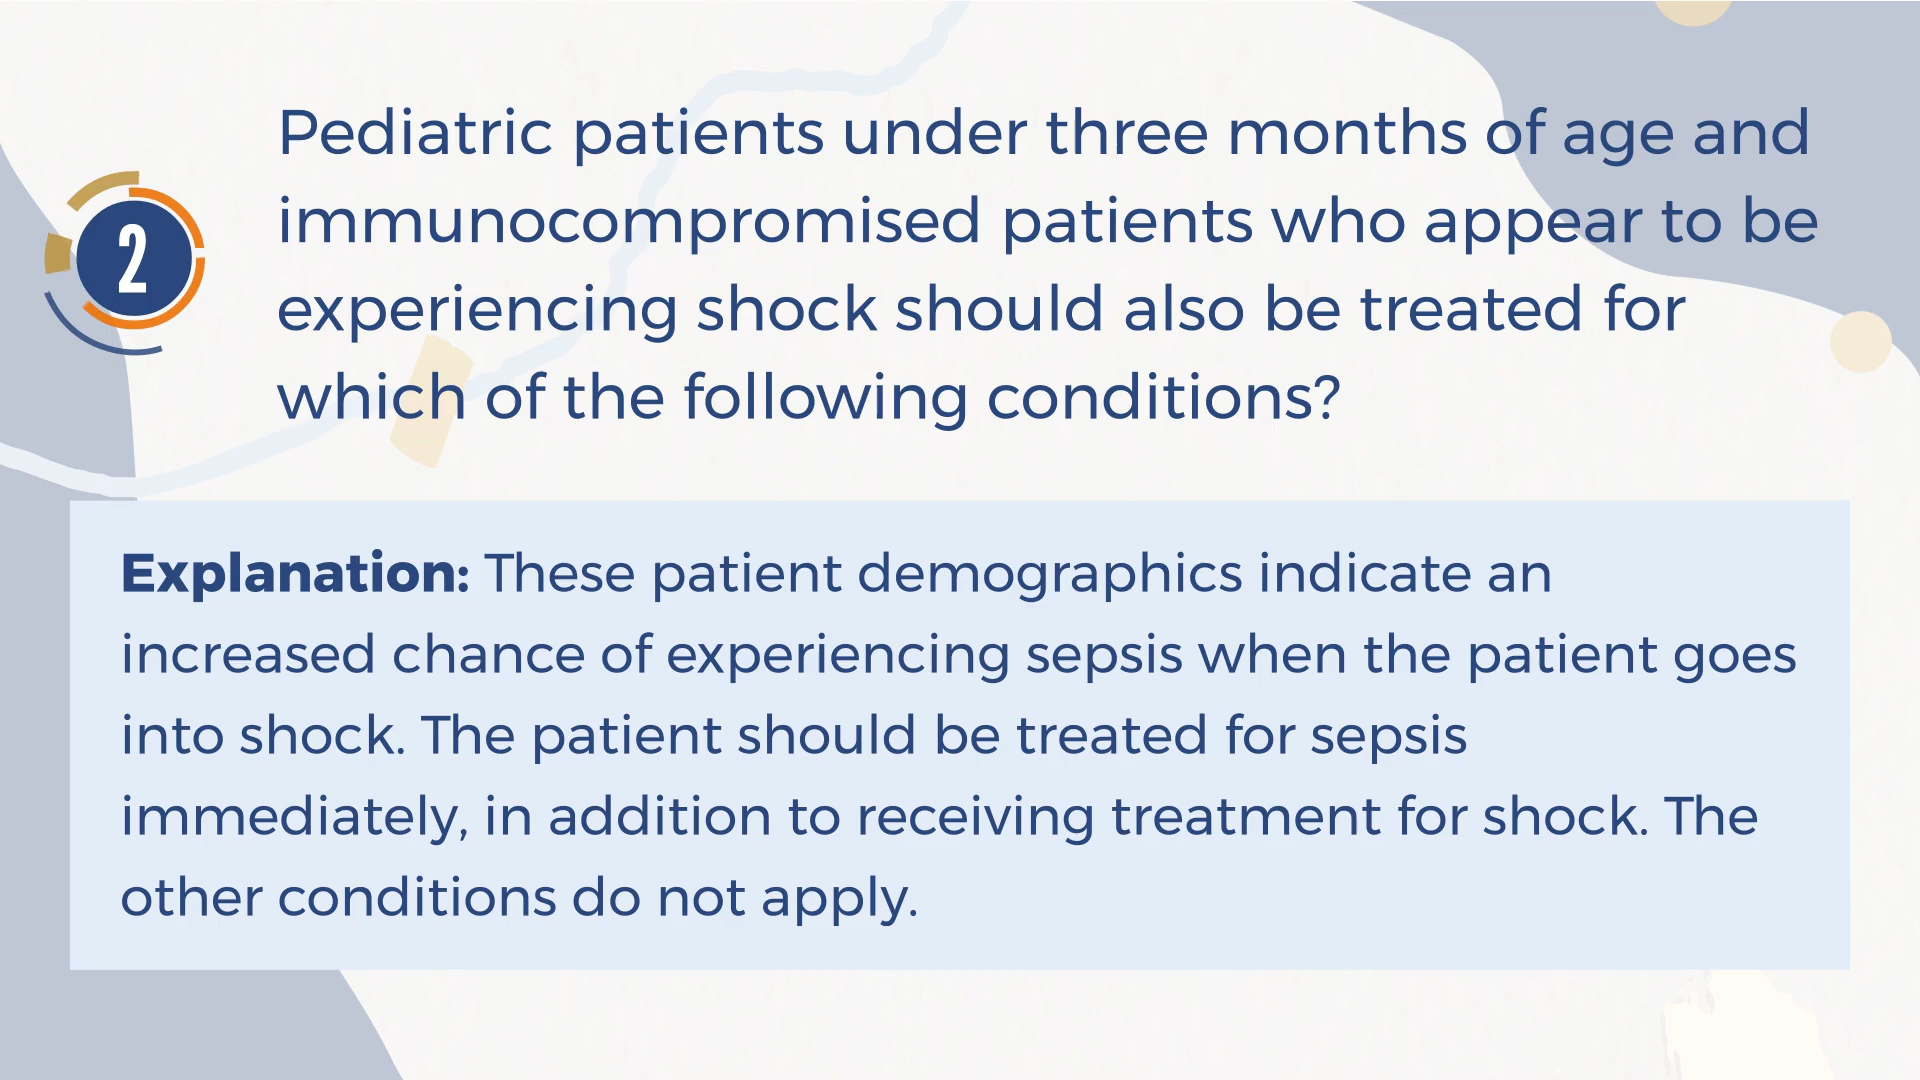 2
Pediatric patients under three months of age and
immunocompromised patients who appear to be
experiencing shock should also be treated for
which of the following conditions?
Explanation: These patient demographics indicate an
increased chance of experiencing sepsis when the patient goes
into shock. The patient should be treated for sepsis
immediately, in addition to receiving treatment for shock. The
other conditions do not apply.